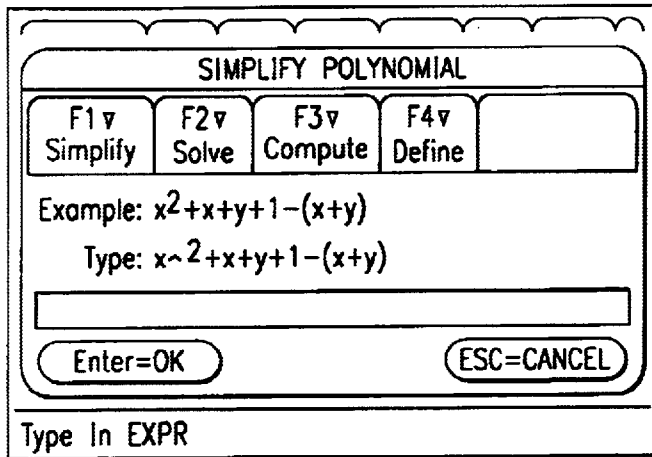 SIMPLIFY POLYNOMIAL
F1 ▿ F2 ▿ F3 ▿ F4 ▿
Simplify Solve Compute Define
Example: x²+x+y+1−(x+y)
Type: x^2+x+y+1−(x+y)
Enter=OK ESC=CANCEL
Type In EXPR